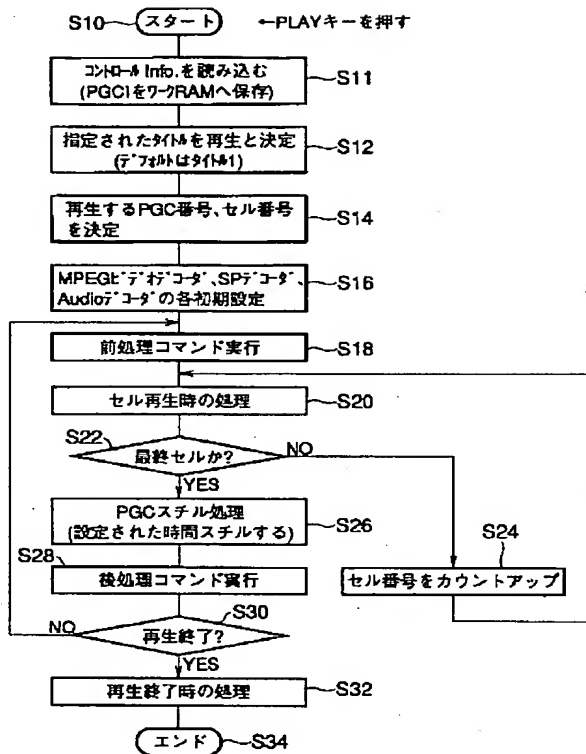 S10
スタート
←PLAYキーを押す
コントロールInfo.を読み込む
(PGCIをワークRAMへ保存)
S11
指定されたタイトルを再生と決定
(デフォルトはタイトル1)
S12
再生するPGC番号、セル番号
を決定
S14
MPEGビデオデコーダ、SPデコーダ、
Audioデコーダの各初期設定
S16
前処理コマンド実行
S18
セル再生時の処理
S20
S22
最終セルか?
NO
YES
PGCスチル処理
(設定された時間スチルする)
S26
S24
セル番号をカウントアップ
S28
後処理コマンド実行
S30
再生終了?
NO
YES
再生終了時の処理
S32
エンド
S34